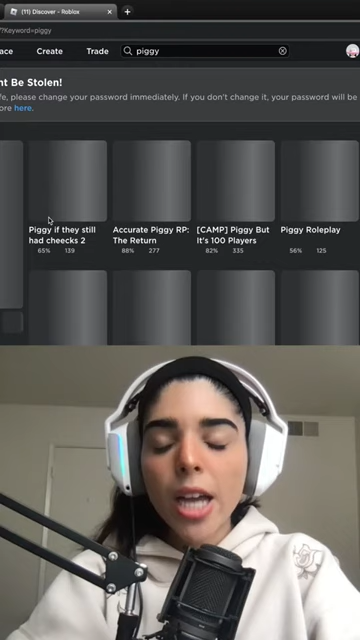 (11) Discover - Roblox
/?Keyword=piggy
ace Create Trade piggy
nt Be Stolen!
fe, please change your password immediately. If you don't change it, your password will be
ore here.
Piggy if they still
had cheecks 2
65% 139
Accurate Piggy RP:
The Return
88% 277
[CAMP] Piggy But
It's 100 Players
82% 335
Piggy Roleplay
56% 125